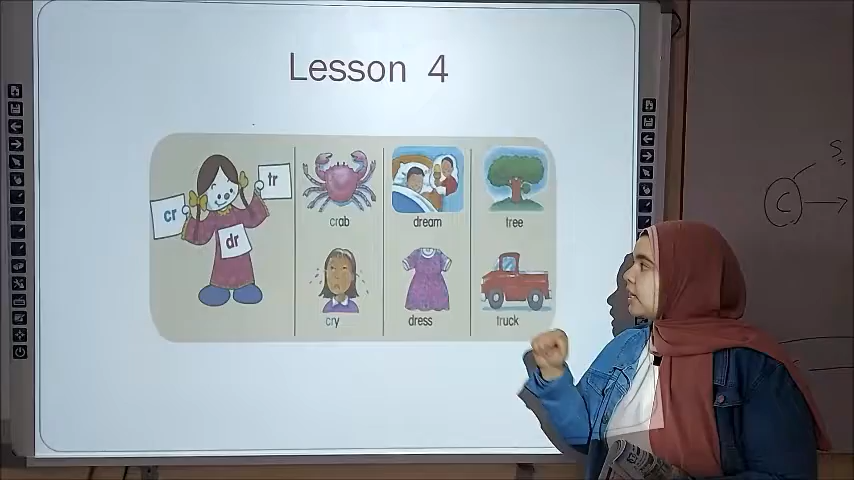 Lesson 4
cr
tr
dr
crab
dream
tree
cry
dress
truck
C